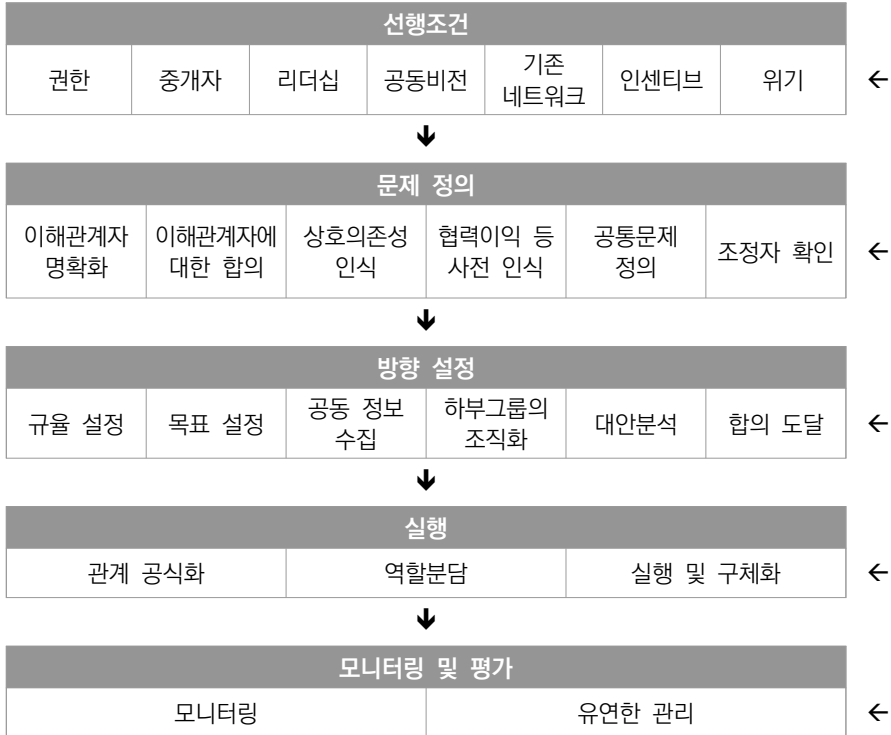 선행조건
권한 중개자 리더십 공동비전 기존 네트워크 인센티브 위기 ←
↓
문제 정의
이해관계자 명확화 이해관계자에 대한 합의 상호의존성 인식 협력이익 등 사전 인식 공통문제 정의 조정자 확인 ←
↓
방향 설정
규율 설정 목표 설정 공동 정보 수집 하부그룹의 조직화 대안분석 합의 도달 ←
↓
실행
관계 공식화 역할분담 실행 및 구체화 ←
↓
모니터링 및 평가
모니터링 유연한 관리 ←